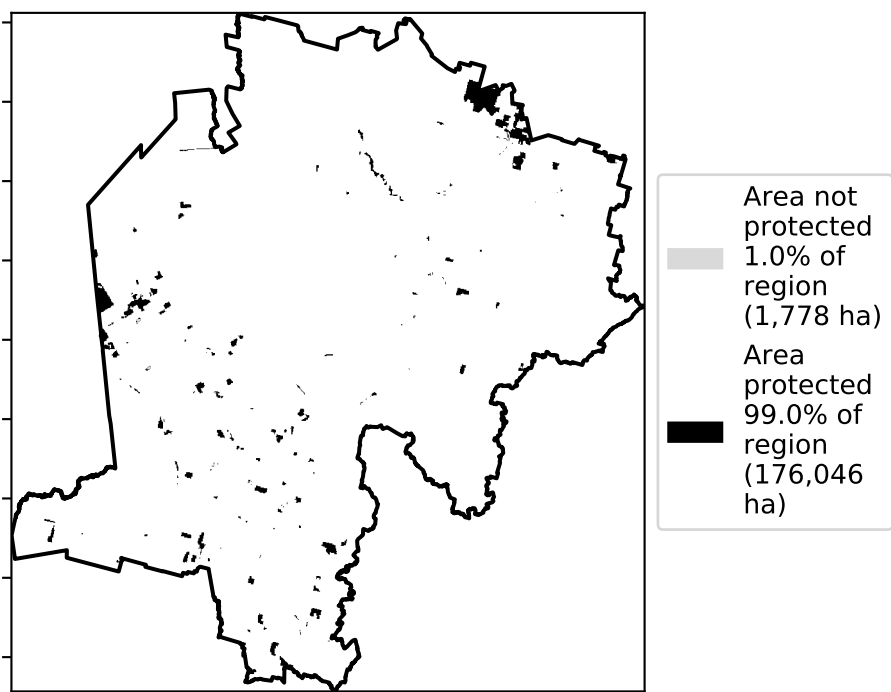 Area not
protected
1.0% of
region
(1,778 ha)
Area
protected
99.0% of
region
(176,046
ha)